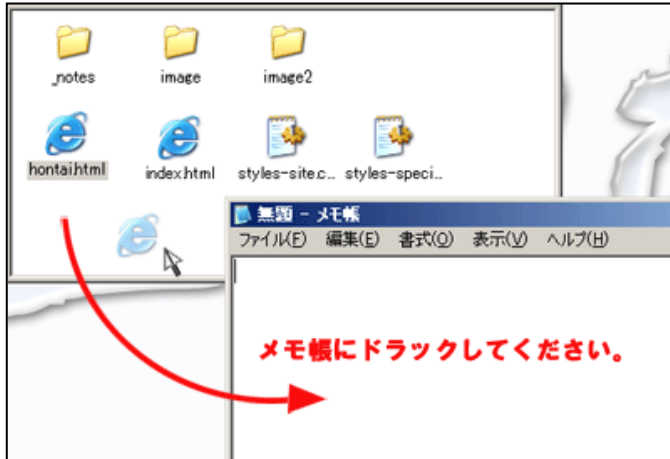 _notes
image
image2
hontai.html
index.html
styles-site.c...
styles-speci...
無題 - メモ帳
ファイル(F) 編集(E) 書式(O) 表示(V) ヘルプ(H)
メモ帳にドラックしてください。